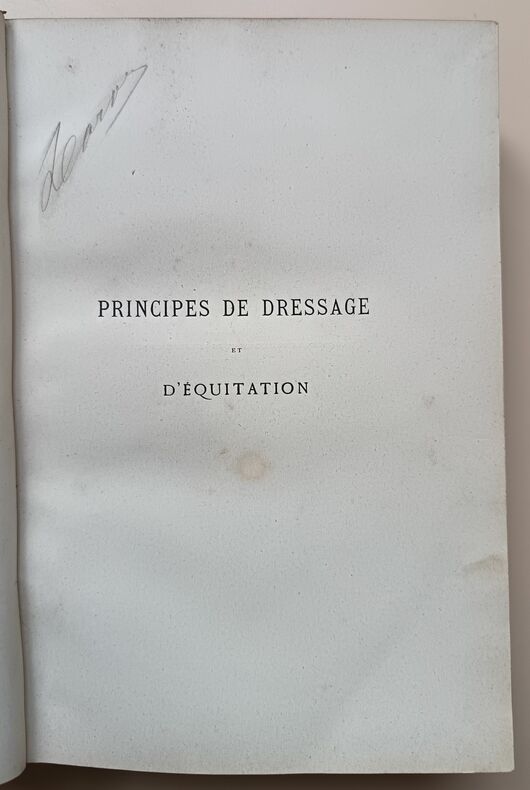 PRINCIPES DE DRESSAGE
ET
D'ÉQUITATION